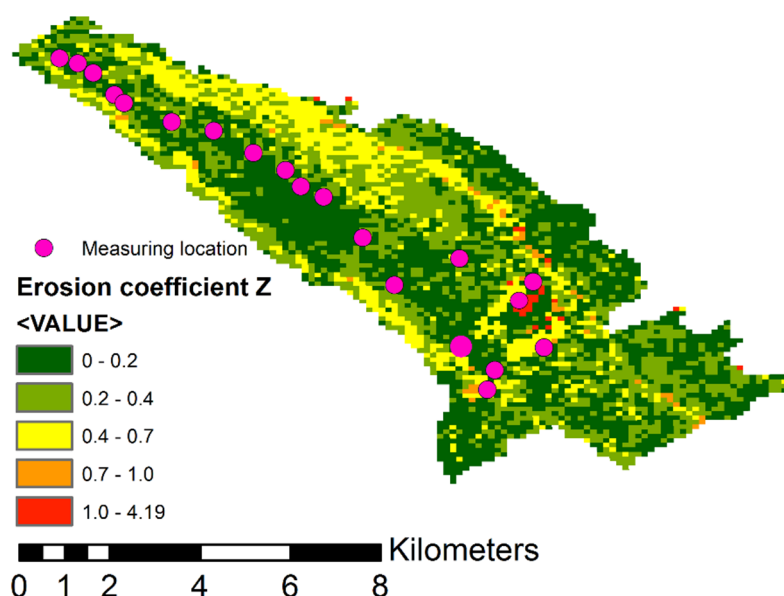 Measuring location
Erosion coefficient Z
<VALUE>
0 - 0.2
0.2 - 0.4
0.4 - 0.7
0.7 - 1.0
1.0 - 4.19
Kilometers
0 1 2 4 6 8